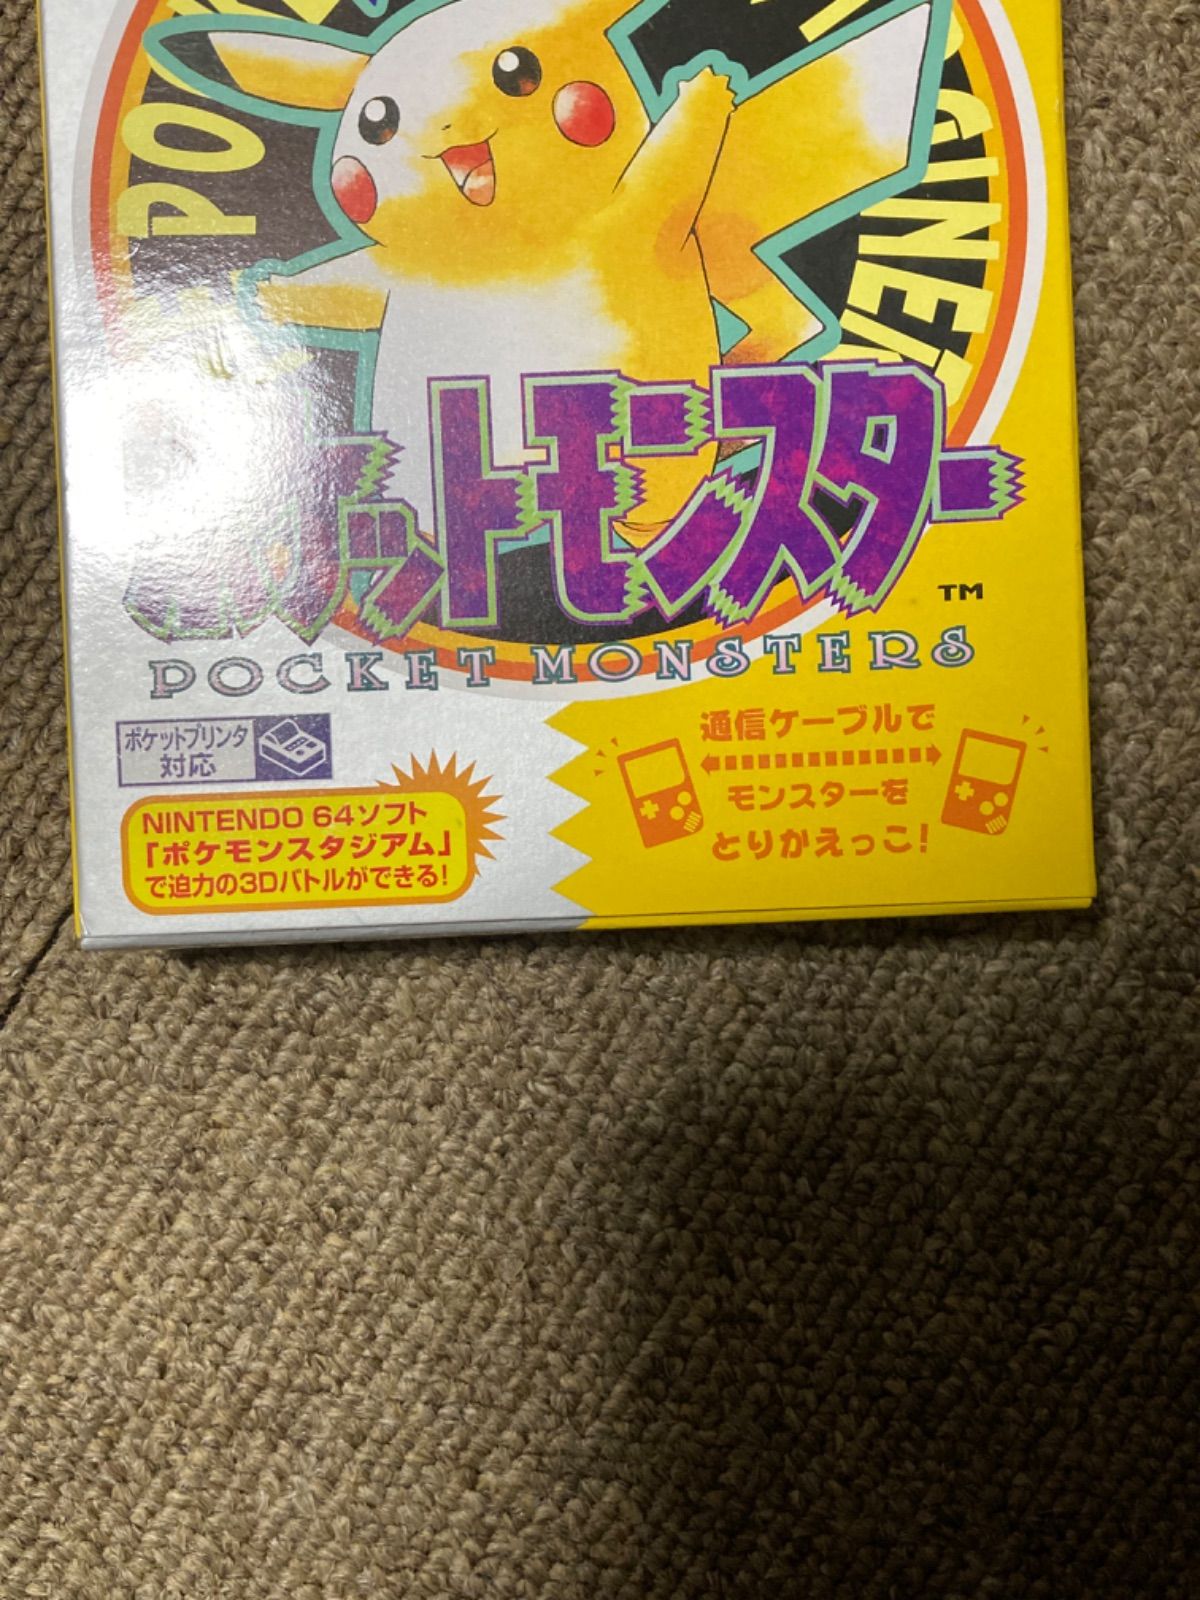 ポケットモンスター
TM
POCKET MONSTERS
ポケットプリンタ
対応
NINTENDO 64ソフト
「ポケモンスタジアム」
で迫力の3Dバトルができる!
通信ケーブルで
モンスターを
とりかえっこ!